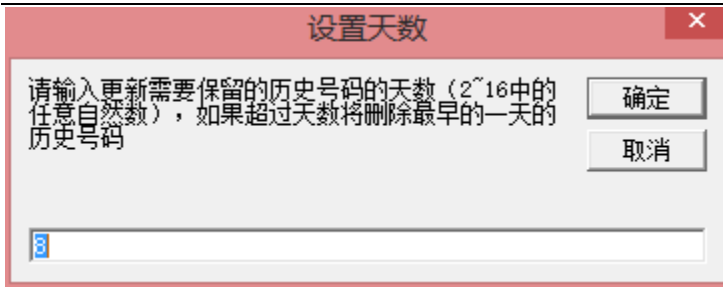 设置天数
请输入更新需要保留的历史号码的天数（2~16中的
任意自然数），如果超过天数将删除最早的一天的
历史号码
确定
取消
8